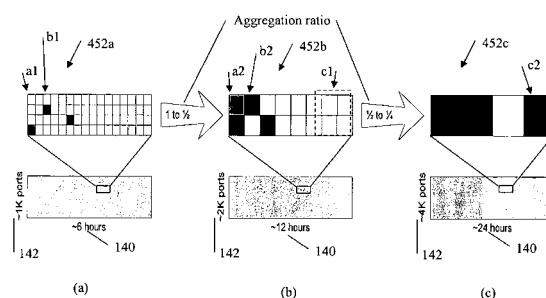 Aggregation ratio
b1
452a
b2
452b
452c
a1
a2
c1
c2
1 to ½
½ to ¼
~1K ports
~2K ports
~4K ports
~6 hours
~12 hours
~24 hours
142
140
142
140
142
140
(a)
(b)
(c)